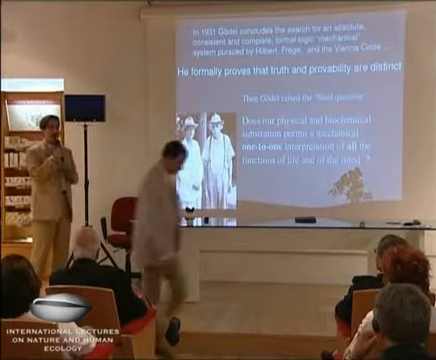 In 1931 Gödel concludes the search for an absolute,
consistent and complete, formal logic "mechanical"
system pursued by Hilbert, Frege, and the Vienna Circle ...
He formally proves that truth and provability are distinct
Then Gödel raised the "final question"
Does our physical and biochemical
substratum permit a mechanical
one-to-one interpretation of all the
functions of life and of the mind ?
INTERNATIONAL LECTURES
ON NATURE AND HUMAN
ECOLOGY